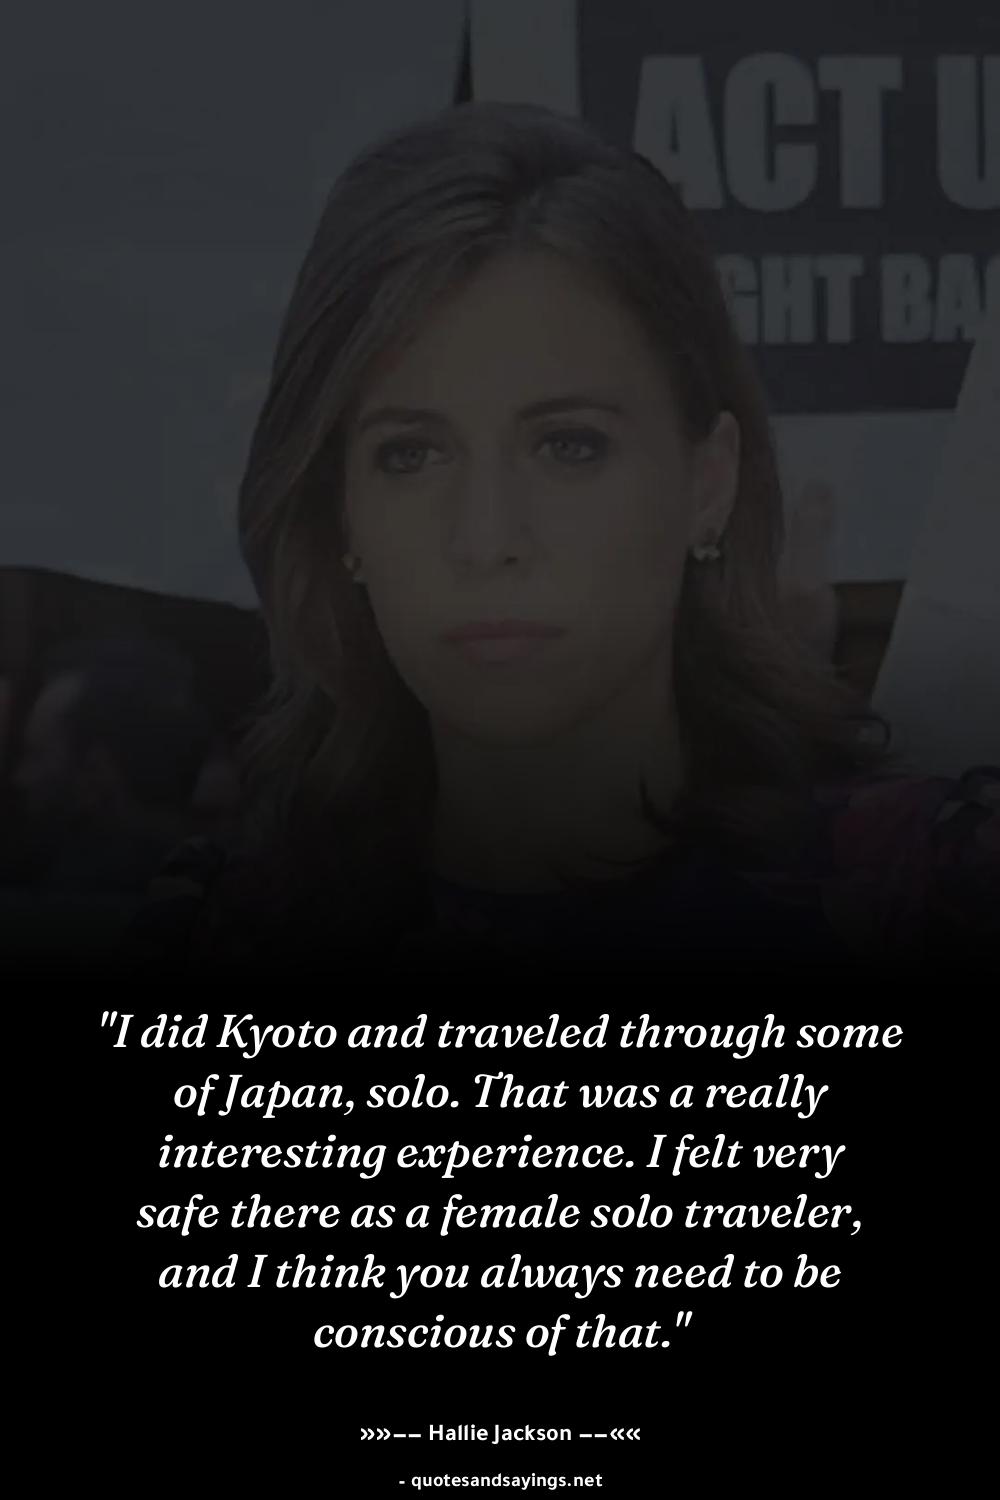 ACT U
GHT BAC
"I did Kyoto and traveled through some
of Japan, solo. That was a really
interesting experience. I felt very
safe there as a female solo traveler,
and I think you always need to be
conscious of that."
»»—— Hallie Jackson ——««
- quotesandsayings.net